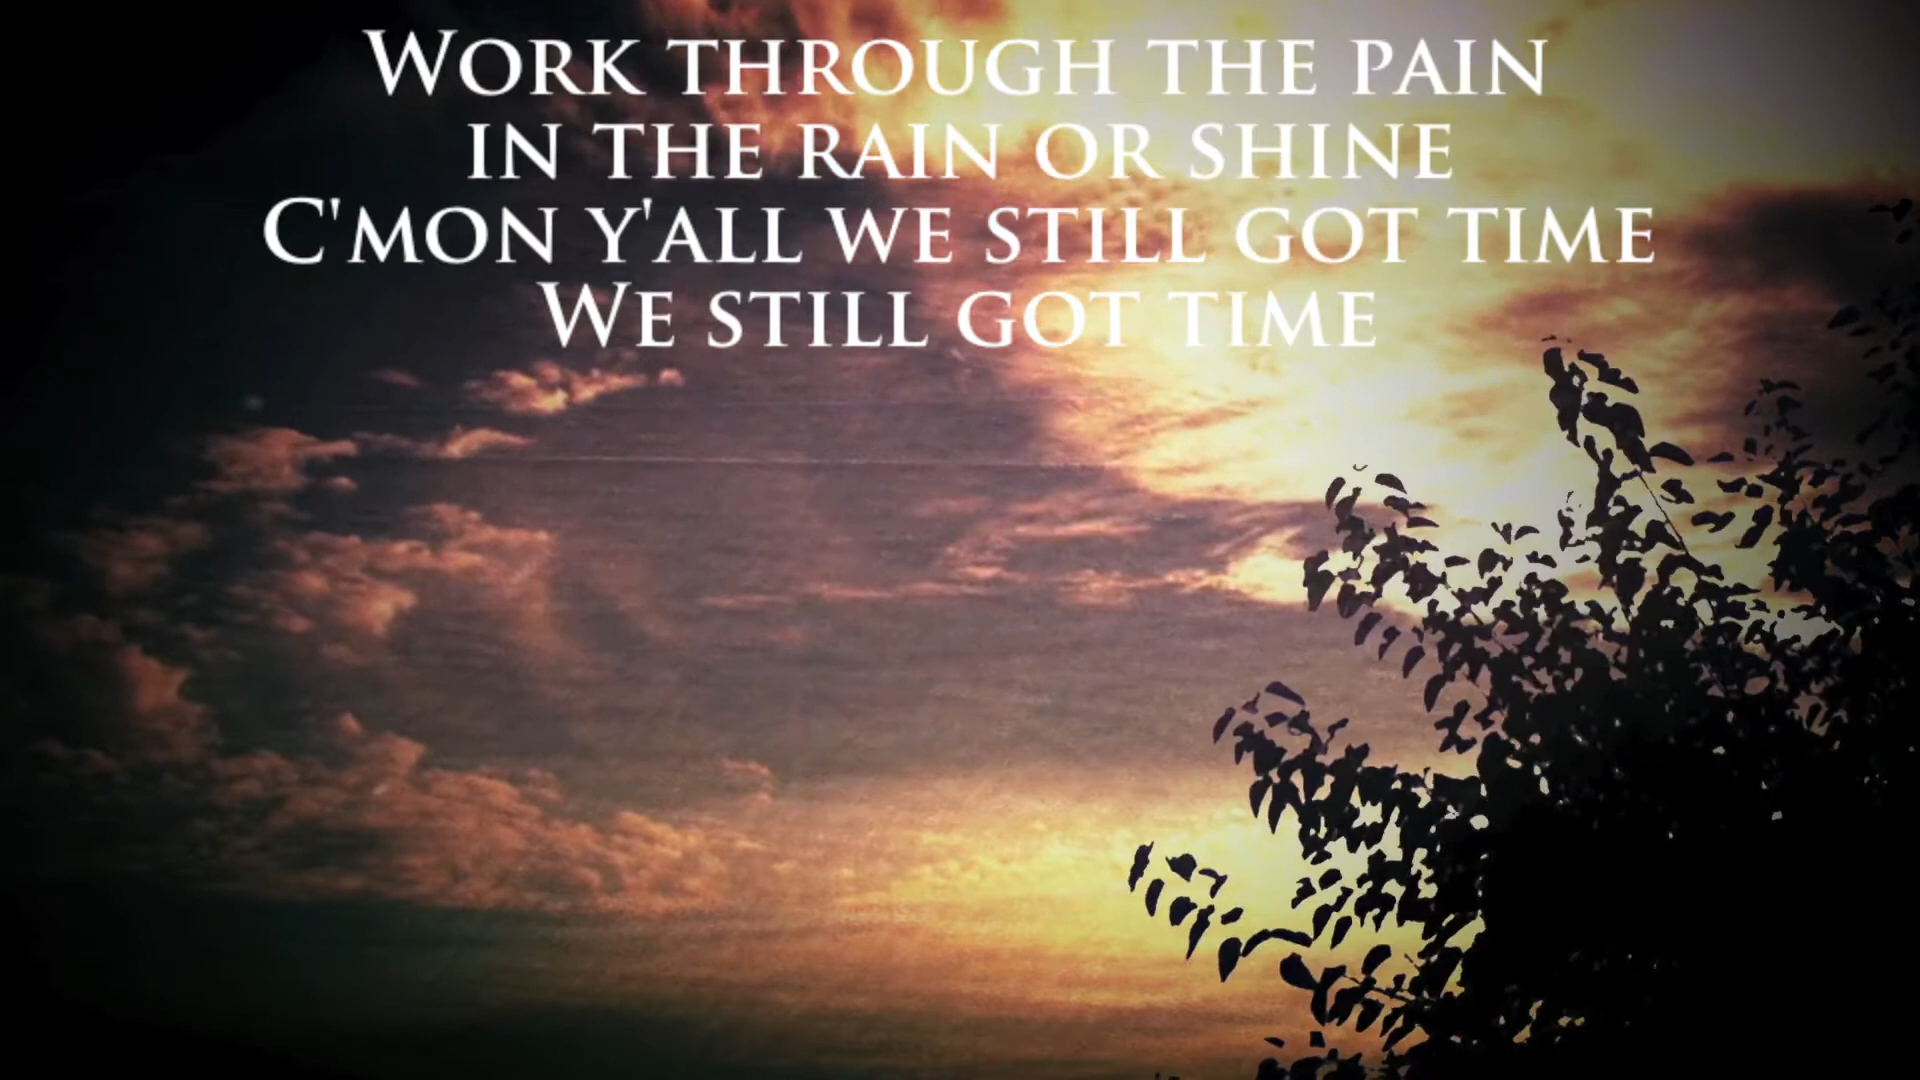 Work through the pain
in the rain or shine
C'mon y'all we still got time
We still got time